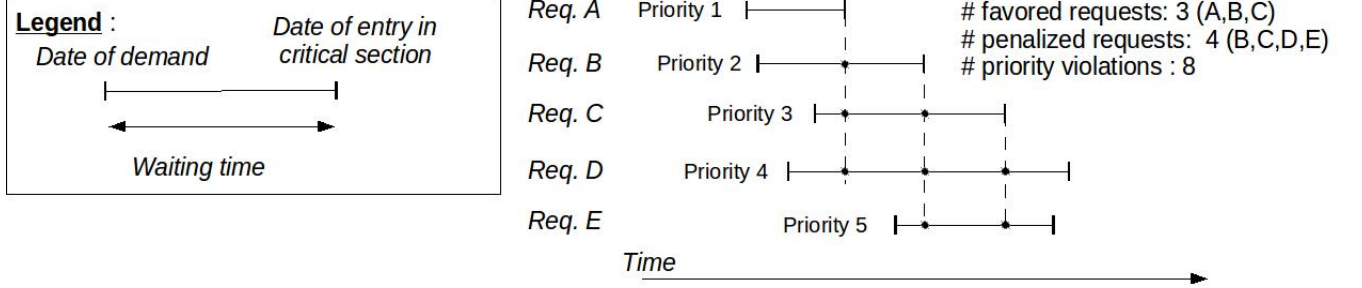 Legend :
Date of demand
Date of entry in
critical section
Waiting time
Req. A Priority 1
Req. B Priority 2
Req. C Priority 3
Req. D Priority 4
Req. E Priority 5
Time
# favored requests: 3 (A,B,C)
# penalized requests: 4 (B,C,D,E)
# priority violations : 8